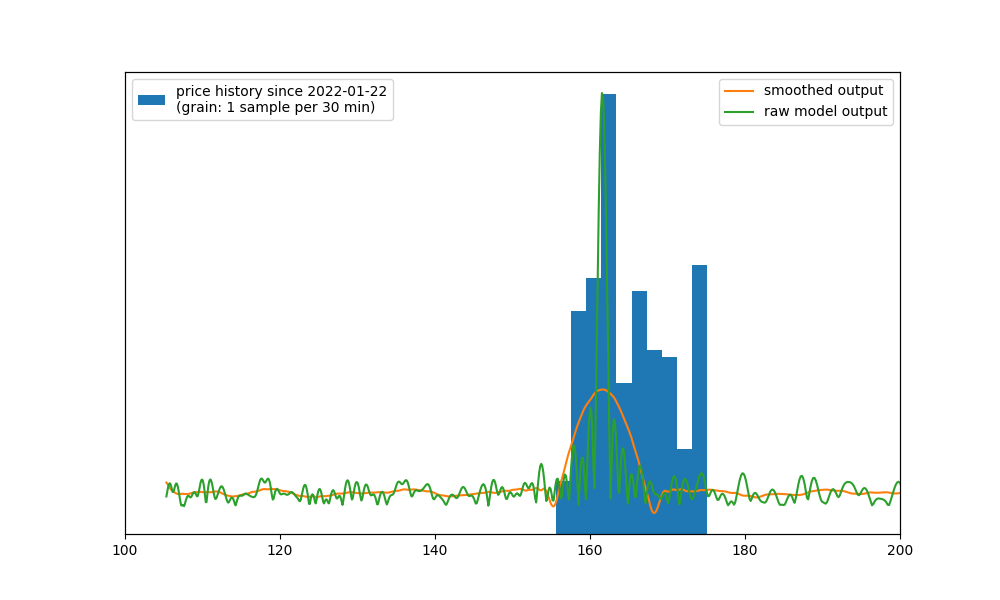 price history since 2022-01-22
(grain: 1 sample per 30 min)
smoothed output
raw model output
100
120
140
160
180
200